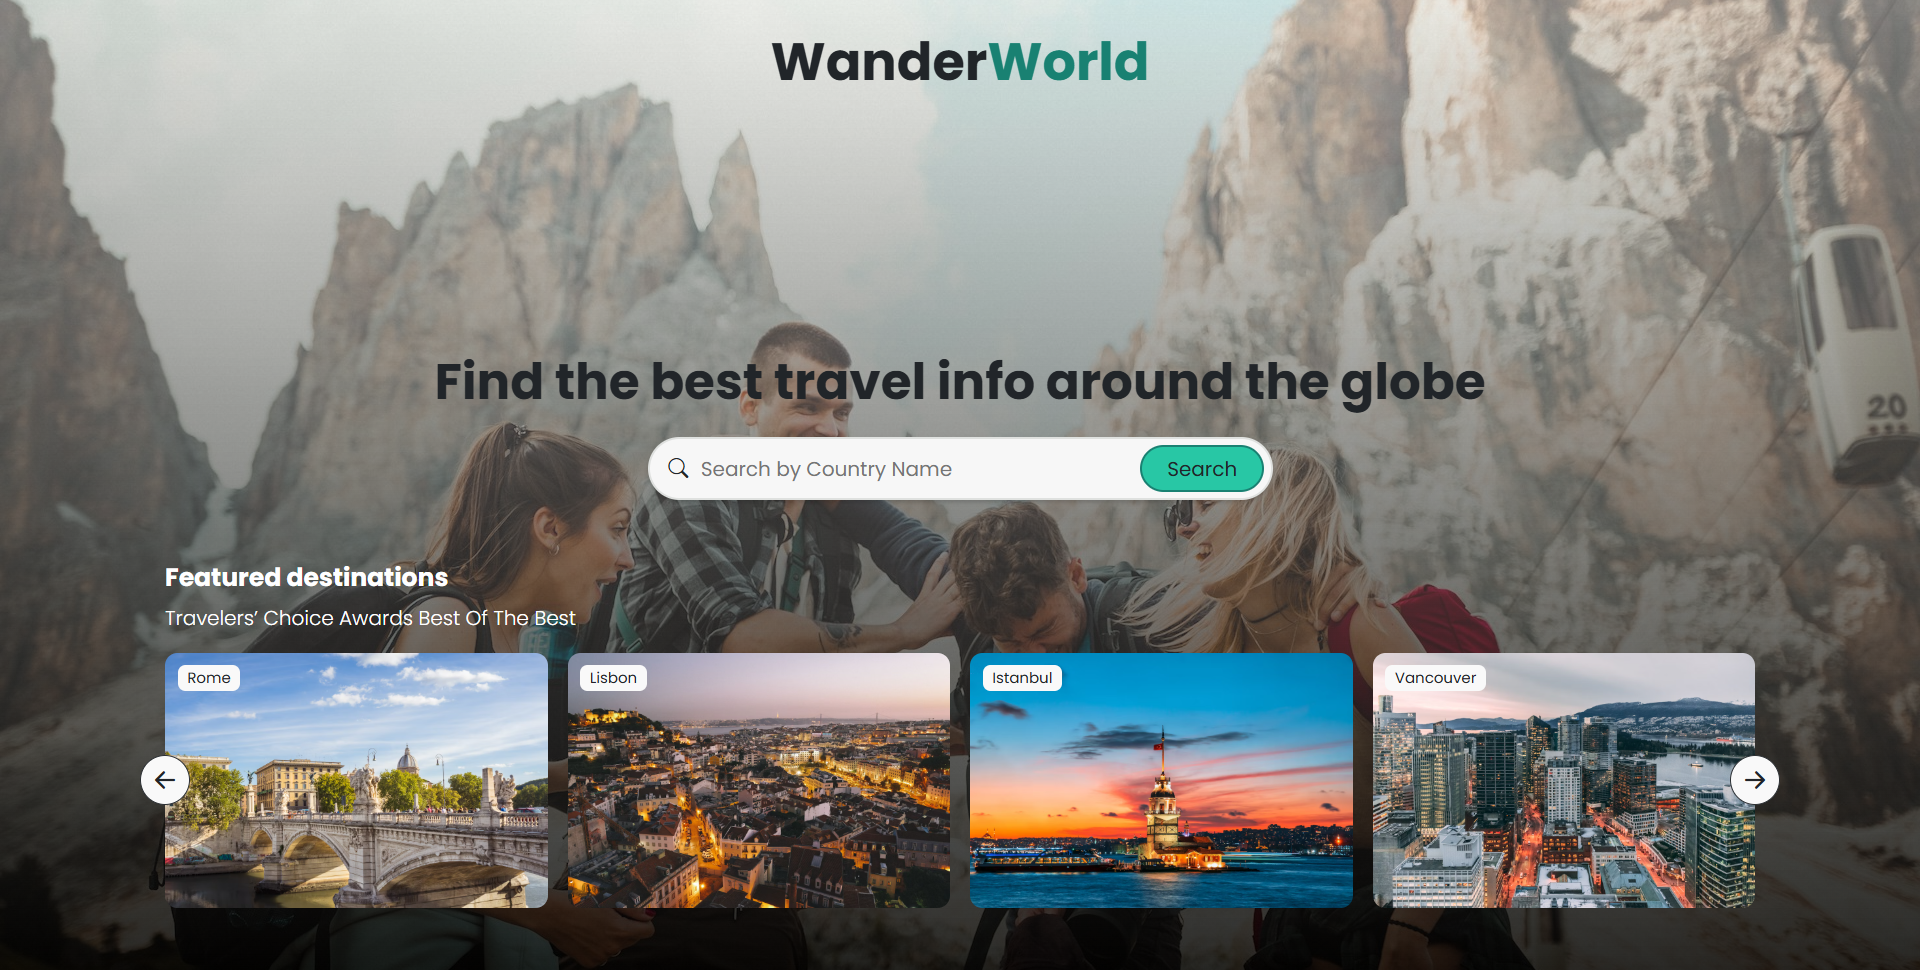 WanderWorld
Find the best travel info around the globe
Search by Country Name
Search
Featured destinations
Travelers’ Choice Awards Best Of The Best
Rome
Lisbon
Istanbul
Vancouver
20